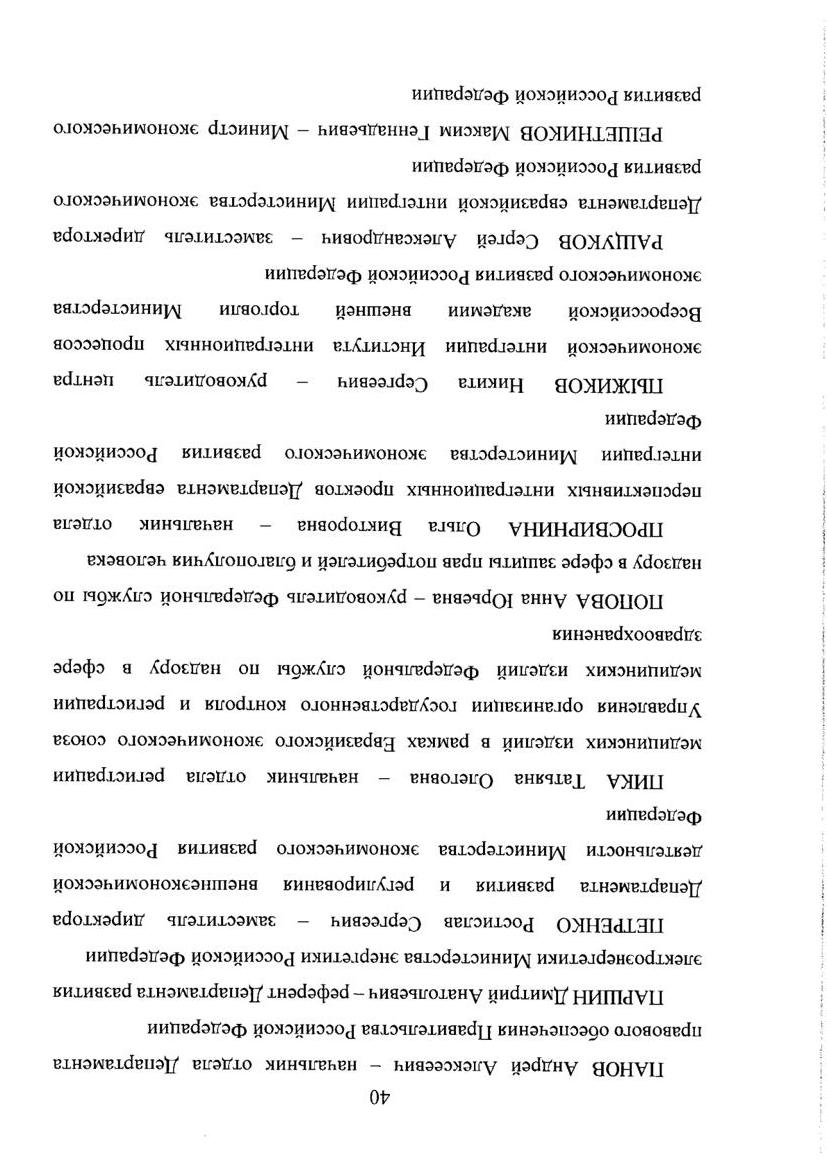 40
ПАНОВ Андрей Алексеевич – начальник отдела Департамента
правового обеспечения Правительства Российской Федерации
ПАРШИН Дмитрий Анатольевич – референт Департамента развития
электроэнергетики Министерства энергетики Российской Федерации
ПЕТРЕНКО Ростислав Сергеевич – заместитель директора
Департамента развития и регулирования внешнеэкономической
деятельности Министерства экономического развития Российской
Федерации
ПИКА Татьяна Олеговна – начальник отдела регистрации
медицинских изделий в рамках Евразийского экономического союза
Управления организации государственного контроля и регистрации
медицинских изделий Федеральной службы по надзору в сфере
здравоохранения
ПОПОВА Анна Юрьевна – руководитель Федеральной службы по
надзору в сфере защиты прав потребителей и благополучия человека
ПРОСВИРНИНА Ольга Викторовна – начальник отдела
перспективных интеграционных проектов Департамента евразийской
интеграции Министерства экономического развития Российской
Федерации
ПЫЖИКОВ Никита Сергеевич – руководитель центра
экономической интеграции Института интеграционных процессов
Всероссийской академии внешней торговли Министерства
экономического развития Российской Федерации
РАЩУКОВ Сергей Александрович – заместитель директора
Департамента евразийской интеграции Министерства экономического
развития Российской Федерации
РЕШЕТНИКОВ Максим Геннадьевич – Министр экономического
развития Российской Федерации